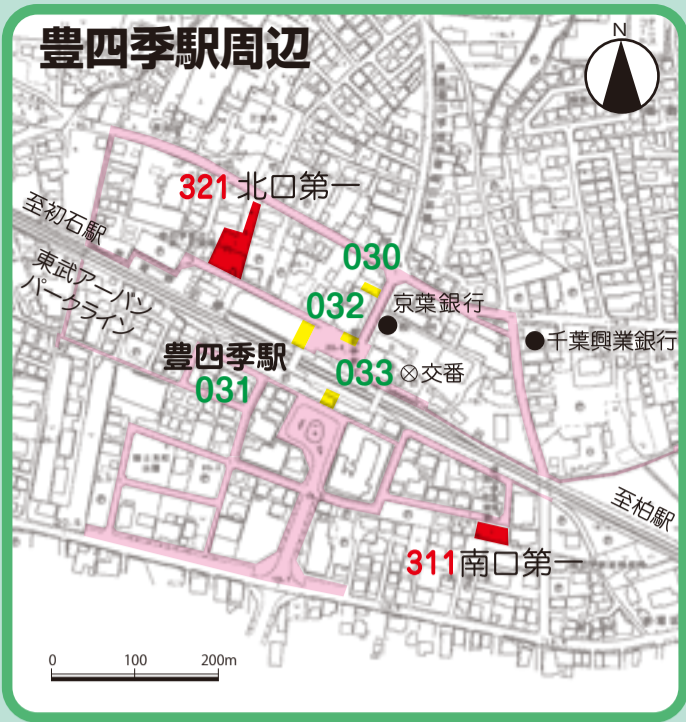 豊四季駅周辺
N
321 北口第一
至初石駅
030
東武アーバン
パークライン
032
京葉銀行
千葉興業銀行
豊四季駅
033
交番
031
至柏駅
311 南口第一
0 100 200m